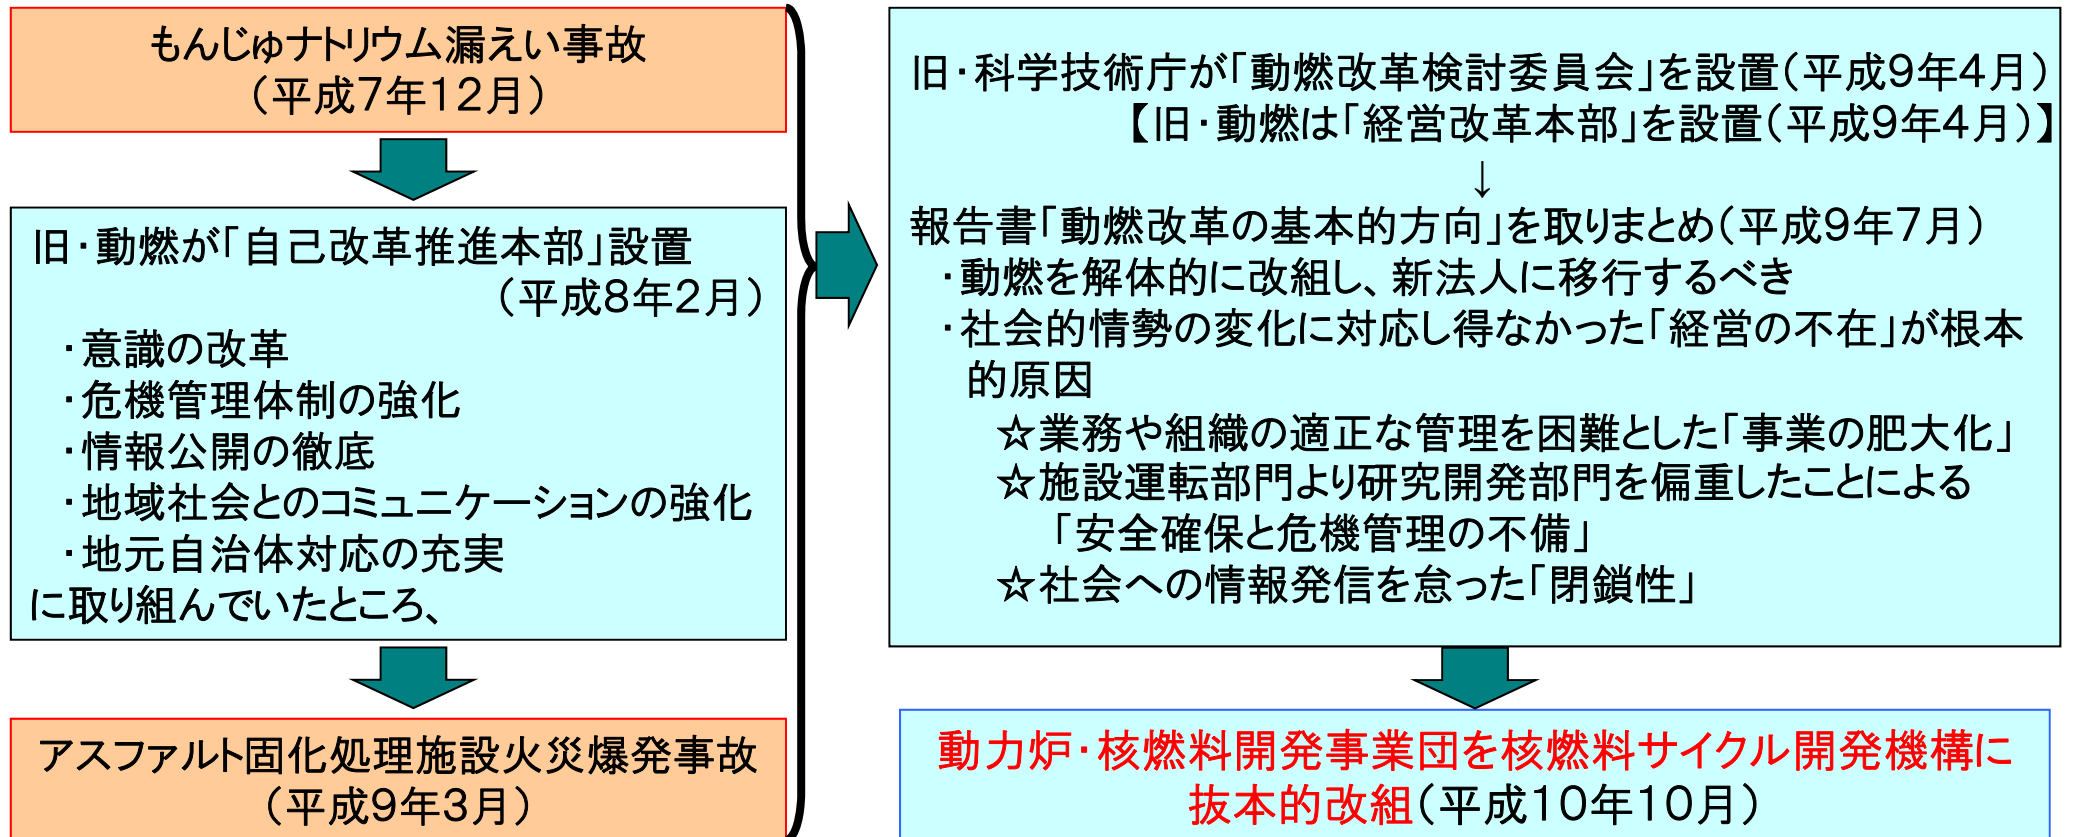 もんじゅナトリウム漏えい事故
（平成７年１２月）
旧・動燃が「自己改革推進本部」設置
（平成８年２月）
・意識の改革
・危機管理体制の強化
・情報公開の徹底
・地域社会とのコミュニケーションの強化
・地元自治体対応の充実
に取り組んでいたところ、
アスファルト固化処理施設火災爆発事故
（平成９年３月）
旧・科学技術庁が「動燃改革検討委員会」を設置（平成９年４月）
【旧・動燃は「経営改革本部」を設置（平成９年４月）】
↓
報告書「動燃改革の基本的方向」を取りまとめ（平成９年７月）
・動燃を解体的に改組し、新法人に移行するべき
・社会的情勢の変化に対応し得なかった「経営の不在」が根本
的原因
☆業務や組織の適正な管理を困難とした「事業の肥大化」
☆施設運転部門より研究開発部門を偏重したことによる
「安全確保と危機管理の不備」
☆社会への情報発信を怠った「閉鎖性」
動力炉・核燃料開発事業団を核燃料サイクル開発機構に
抜本的改組（平成１０年１０月）